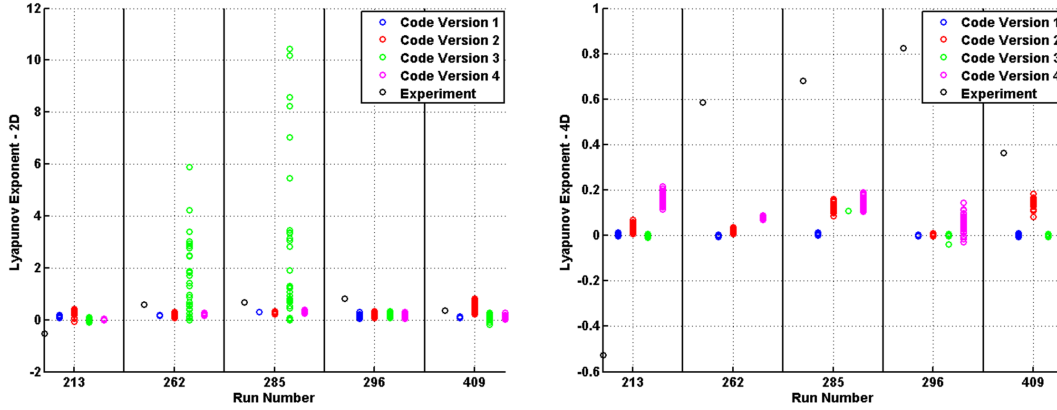 12
10
8
6
4
2
0
-2
Lyapunov Exponent - 2D
213
262
285
296
409
Run Number
Code Version 1
Code Version 2
Code Version 3
Code Version 4
Experiment
1
0.8
0.6
0.4
0.2
0
-0.2
-0.4
-0.6
Lyapunov Exponent - 4D
213
262
285
296
409
Run Number
Code Version 1
Code Version 2
Code Version 3
Code Version 4
Experiment